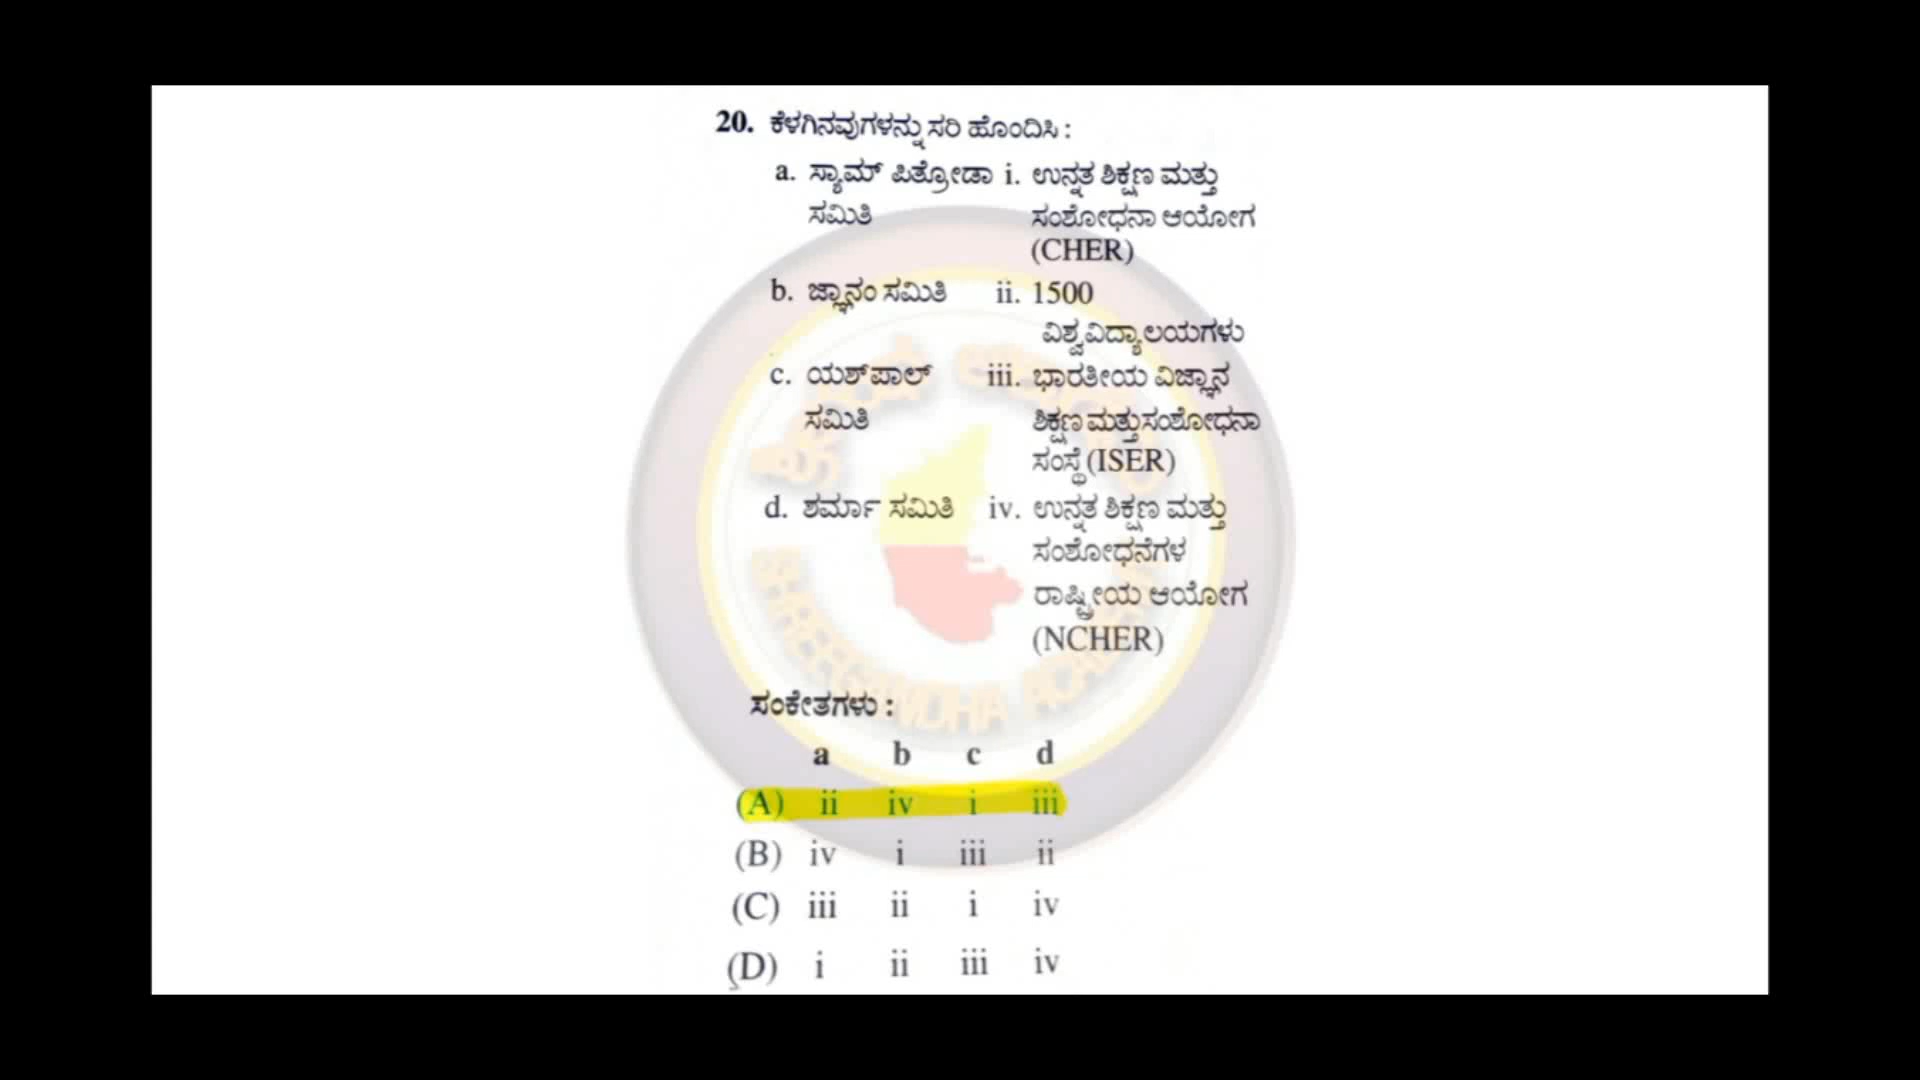 20. ಕೆಳಗಿನವುಗಳನ್ನು ಸರಿ ಹೊಂದಿಸಿ :
a. ಸ್ಯಾಮ್ ಪಿತ್ರೋಡಾ i. ಉನ್ನತ ಶಿಕ್ಷಣ ಮತ್ತು
ಸಮಿತಿ ಸಂಶೋಧನಾ ಆಯೋಗ
(CHER)
b. ಜ್ಞಾನಂ ಸಮಿತಿ ii. 1500
ವಿಶ್ವವಿದ್ಯಾಲಯಗಳು
c. ಯಶ್‌ಪಾಲ್ iii. ಭಾರತೀಯ ವಿಜ್ಞಾನ
ಸಮಿತಿ ಶಿಕ್ಷಣ ಮತ್ತು ಸಂಶೋಧನಾ
ಸಂಸ್ಥೆ (ISER)
d. ಶರ್ಮಾ ಸಮಿತಿ iv. ಉನ್ನತ ಶಿಕ್ಷಣ ಮತ್ತು
ಸಂಶೋಧನೆಗಳ
ರಾಷ್ಟ್ರೀಯ ಆಯೋಗ
(NCHER)
ಸಂಕೇತಗಳು :
a b c d
(A) ii iv i iii
(B) iv i iii ii
(C) iii ii i iv
(D) i ii iii iv